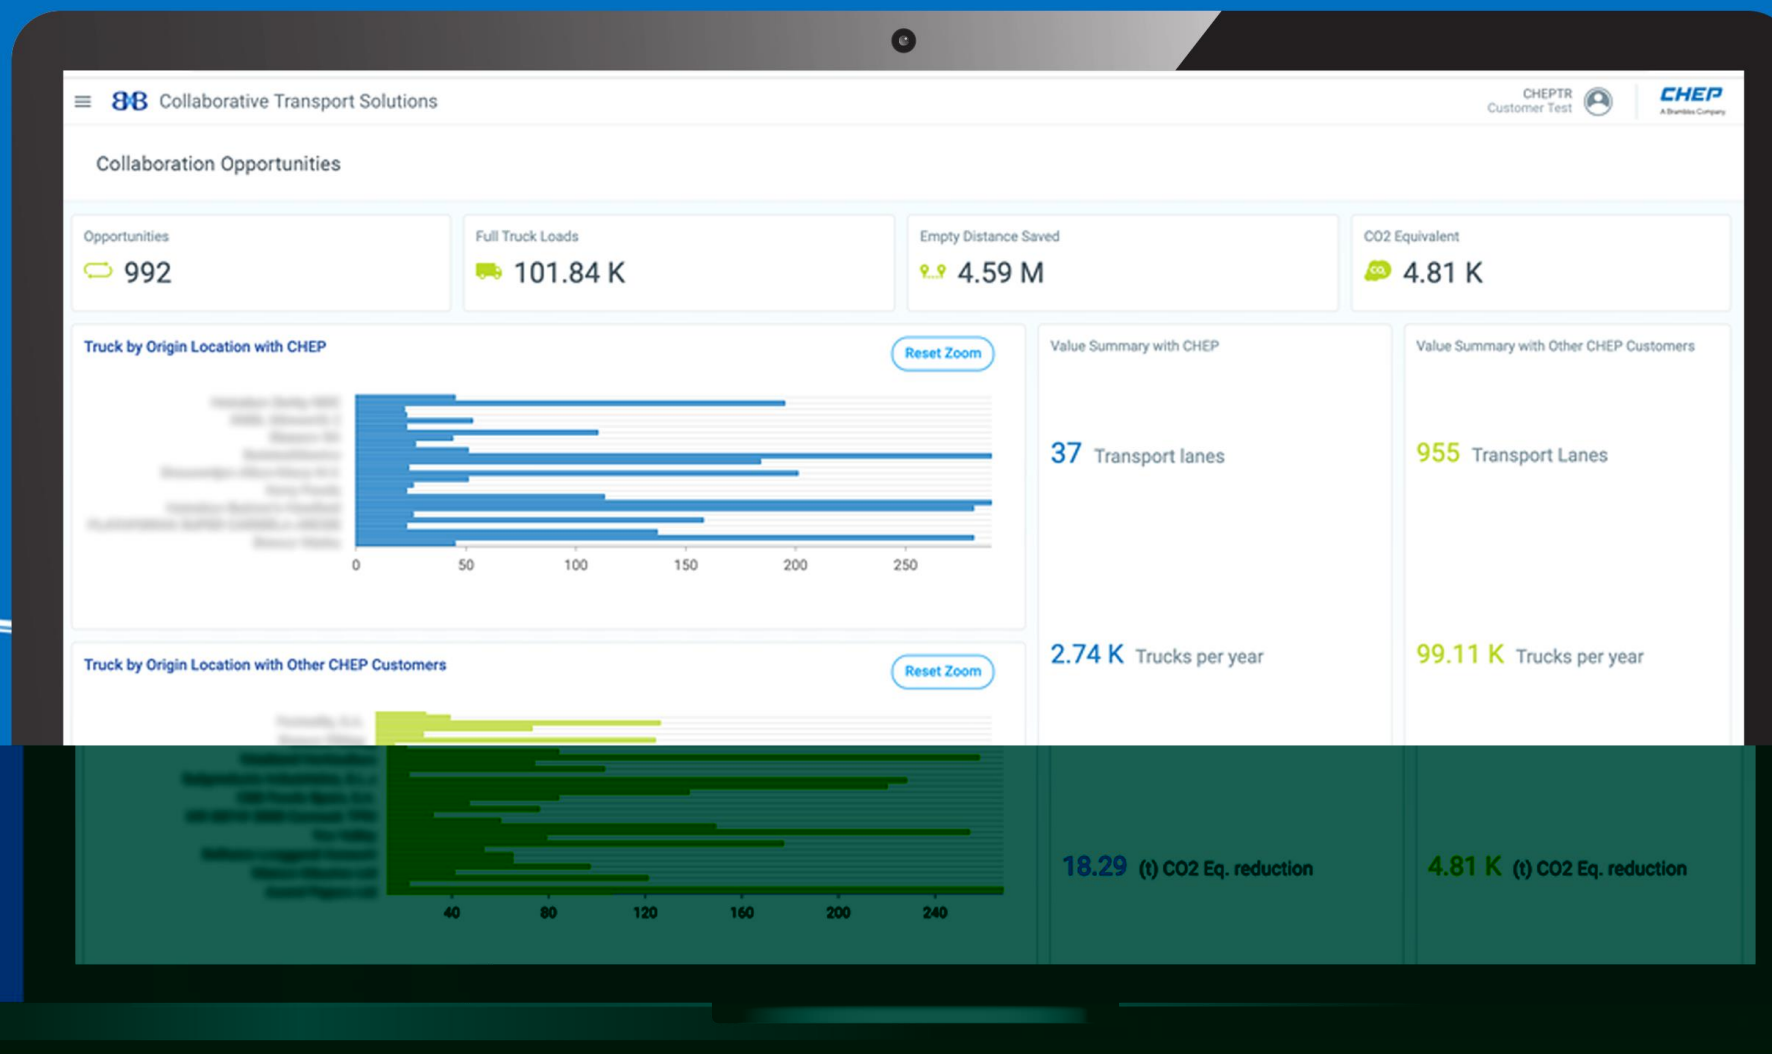 Collaborative Transport Solutions
CHEPTR
Customer Test
CHEP
A Brambles Company
Collaboration Opportunities
Opportunities
992
Full Truck Loads
101.84 K
Empty Distance Saved
4.59 M
CO2 Equivalent
CO2
4.81 K
Truck by Origin Location with CHEP
Reset Zoom
0 50 100 150 200 250
Value Summary with CHEP
37 Transport lanes
2.74 K Trucks per year
18.29 (t) CO2 Eq. reduction
Value Summary with Other CHEP Customers
955 Transport Lanes
99.11 K Trucks per year
4.81 K (t) CO2 Eq. reduction
Truck by Origin Location with Other CHEP Customers
Reset Zoom
40 80 120 160 200 240